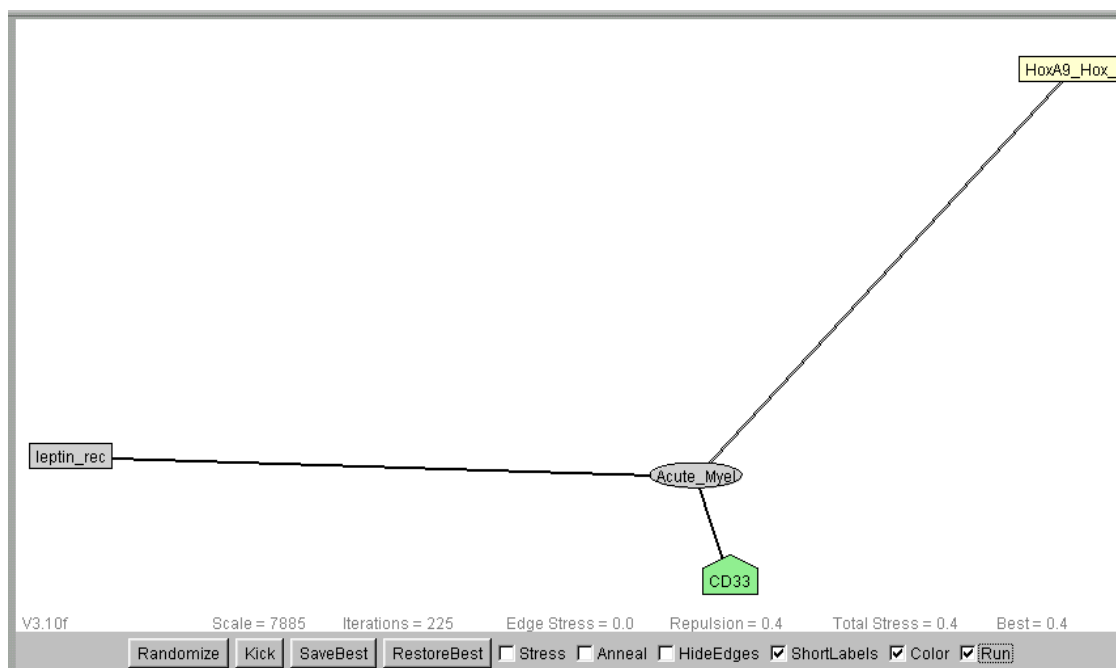 HoxA9_Hox_
leptin_rec
Acute_Myel
CD33
V3.10f Scale = 7885 Iterations = 225 Edge Stress = 0.0 Repulsion = 0.4 Total Stress = 0.4 Best = 0.4
Randomize Kick SaveBest RestoreBest Stress Anneal HideEdges ShortLabels Color Run